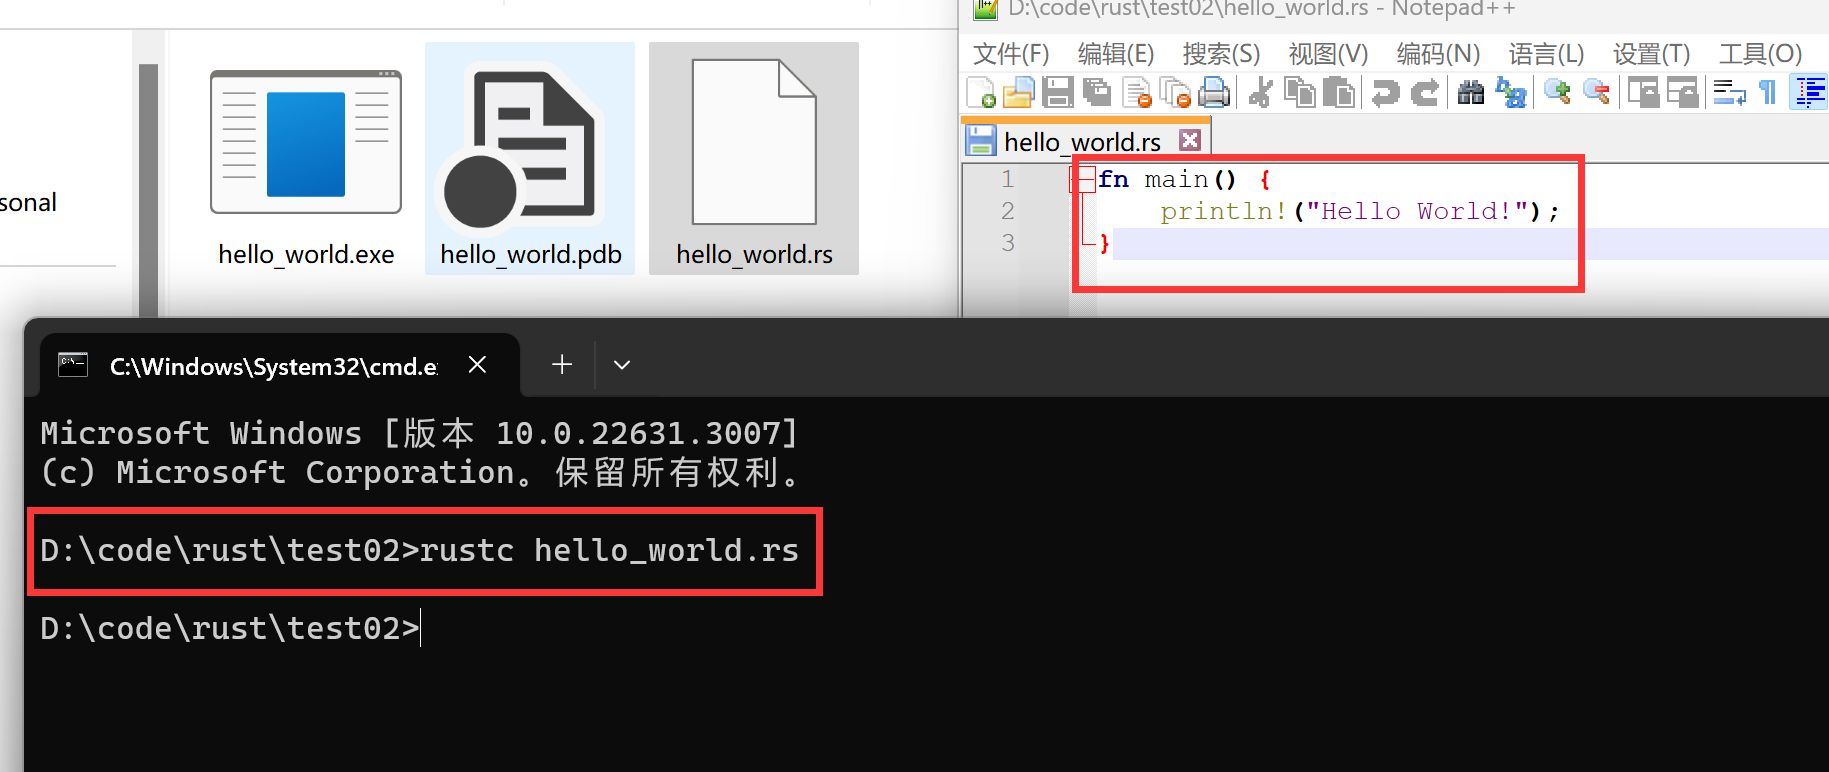 sonal
hello_world.exe
hello_world.pdb
hello_world.rs
D:\code\rust\test02\hello_world.rs - Notepad++
文件(F) 编辑(E) 搜索(S) 视图(V) 编码(N) 语言(L) 设置(T) 工具(O)
hello_world.rs
1 fn main() {
2     println!("Hello World!");
3 }
C:\Windows\System32\cmd.e
Microsoft Windows [版本 10.0.22631.3007]
(c) Microsoft Corporation。保留所有权利。
D:\code\rust\test02>rustc hello_world.rs
D:\code\rust\test02>